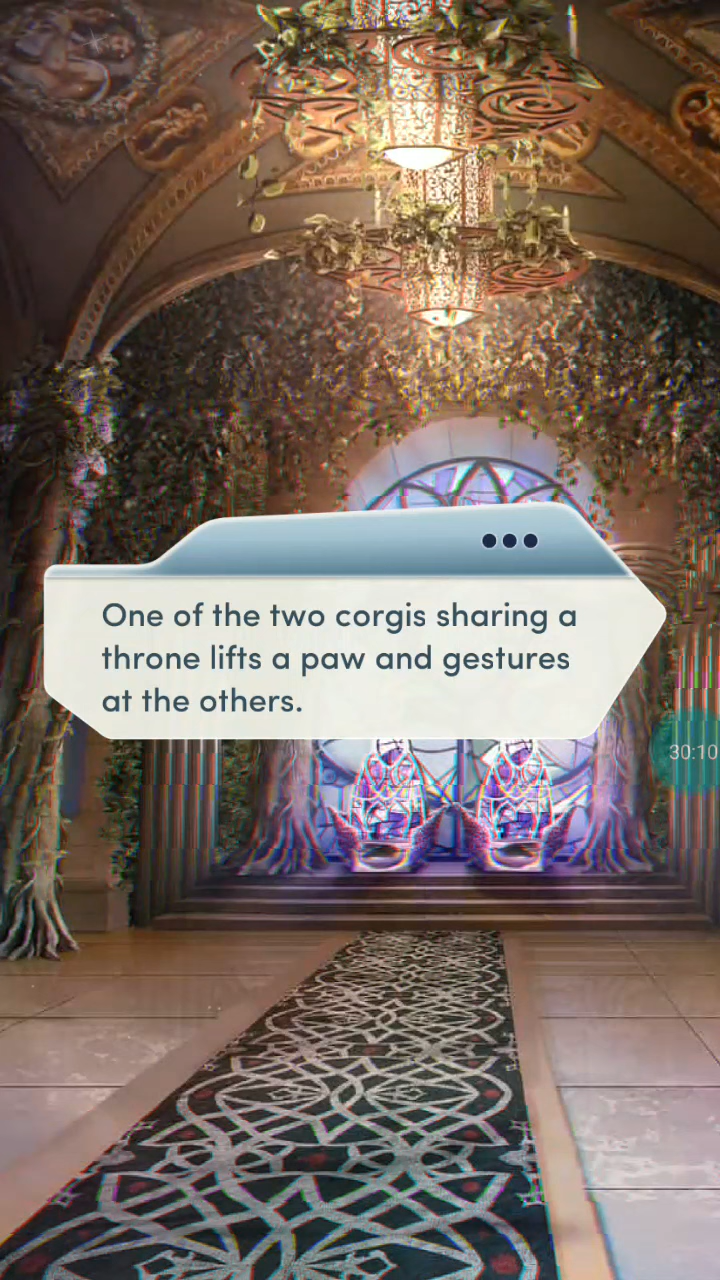 One of the two corgis sharing a
throne lifts a paw and gestures
at the others.
30:10